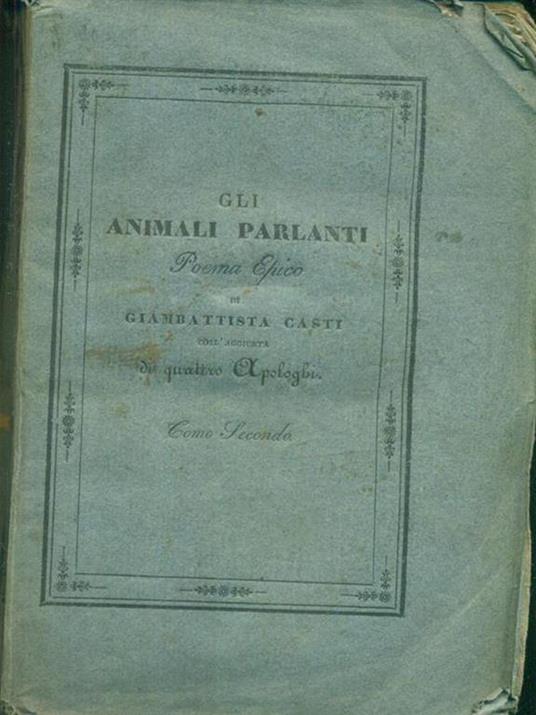 GLI
ANIMALI PARLANTI
Poema Epico
DI
GIAMBATTISTA CASTI
COLL'AGGIUNTA
di quattro Apologhi.
Tomo Secondo